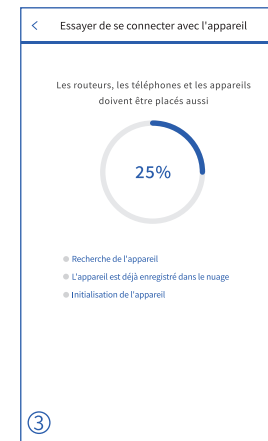 < Essayer de se connecter avec l'appareil
Les routeurs, les téléphones et les appareils
doivent être placés aussi
25%
Recherche de l'appareil
L'appareil est déjà enregistré dans le nuage
Initialisation de l'appareil
③